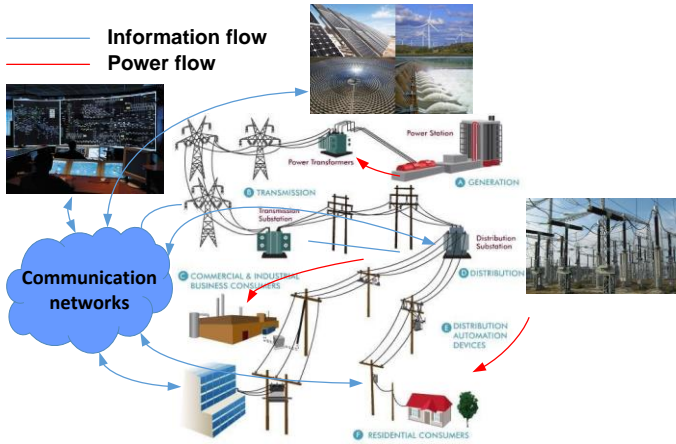 Information flow
Power flow
Power Station
Power Transformers
B TRANSMISSION
A GENERATION
Transmission
Substation
Distribution
Substation
Communication
networks
C COMMERCIAL & INDUSTRIAL
BUSINESS CONSUMERS
D DISTRIBUTION
E DISTRIBUTION
AUTOMATION
DEVICES
F RESIDENTIAL CONSUMERS